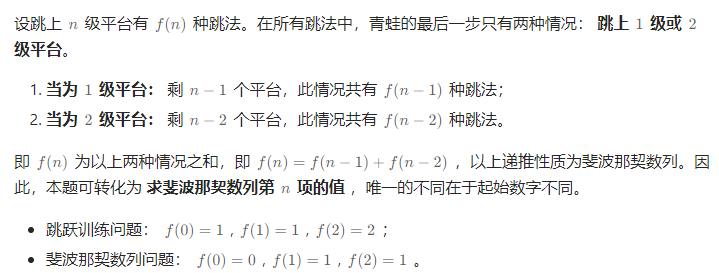 设跳上 n 级平台有 f(n) 种跳法。在所有跳法中，青蛙的最后一步只有两种情况： 跳上 1 级或 2
级平台。
1. 当为 1 级平台： 剩 n − 1 个平台，此情况共有 f(n − 1) 种跳法；
2. 当为 2 级平台： 剩 n − 2 个平台，此情况共有 f(n − 2) 种跳法。
即 f(n) 为以上两种情况之和，即 f(n) = f(n − 1) + f(n − 2) ，以上递推性质为斐波那契数列。因
此，本题可转化为 求斐波那契数列第 n 项的值 ，唯一的不同在于起始数字不同。
• 跳跃训练问题： f(0) = 1 , f(1) = 1 , f(2) = 2 ；
• 斐波那契数列问题： f(0) = 0 , f(1) = 1 , f(2) = 1 。